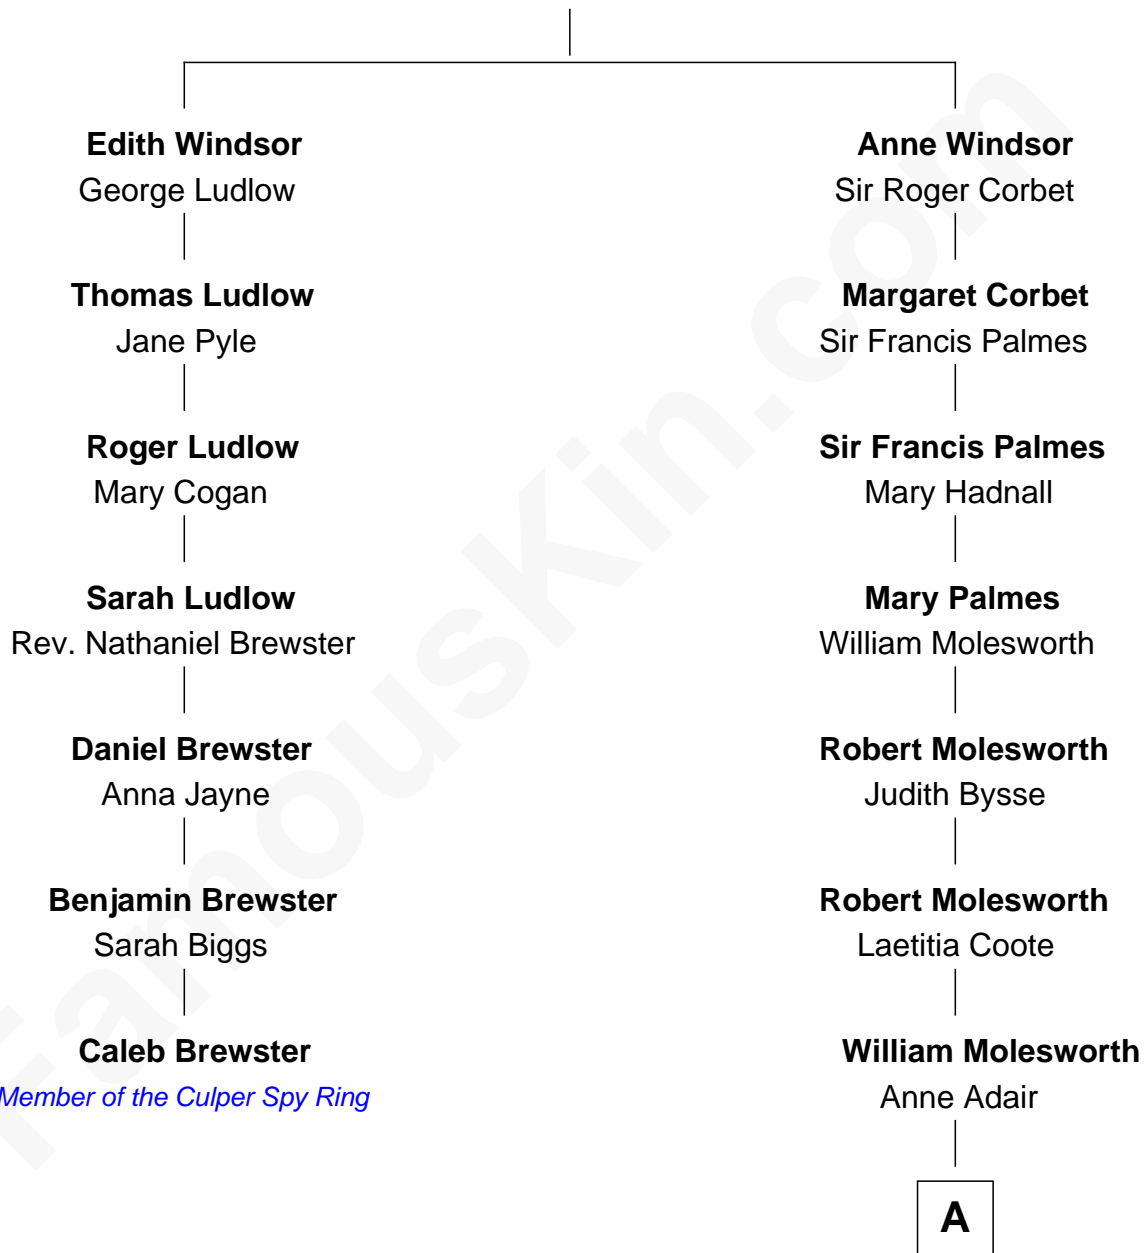 Edith Windsor
George Ludlow
Thomas Ludlow
Jane Pyle
Roger Ludlow
Mary Cogan
Sarah Ludlow
Rev. Nathaniel Brewster
Daniel Brewster
Anna Jayne
Benjamin Brewster
Sarah Biggs
Caleb Brewster
Member of the Culper Spy Ring
Anne Windsor
Sir Roger Corbet
Margaret Corbet
Sir Francis Palmes
Sir Francis Palmes
Mary Hadnall
Mary Palmes
William Molesworth
Robert Molesworth
Judith Bysse
Robert Molesworth
Laetitia Coote
William Molesworth
Anne Adair
A
FamousKin.com